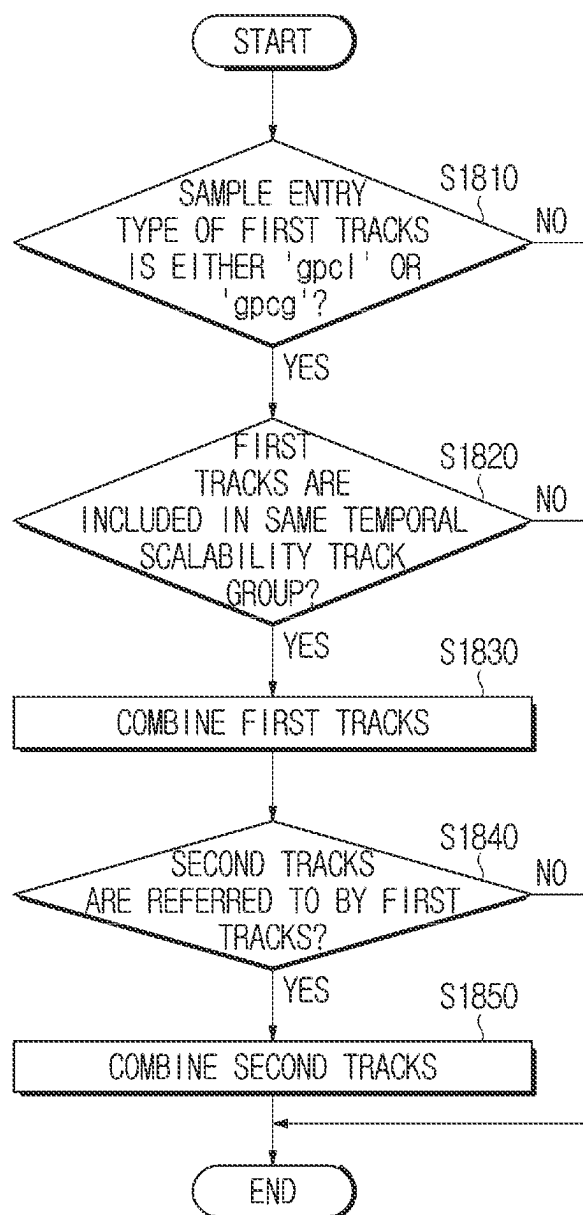 START
SAMPLE ENTRY
TYPE OF FIRST TRACKS
IS EITHER 'gpcl' OR
'gpcg'?
S1810
NO
YES
FIRST
TRACKS ARE
INCLUDED IN SAME TEMPORAL
SCALABILITY TRACK
GROUP?
S1820
NO
YES
S1830
COMBINE FIRST TRACKS
SECOND TRACKS
ARE REFERRED TO BY FIRST
TRACKS?
S1840
NO
YES
S1850
COMBINE SECOND TRACKS
END